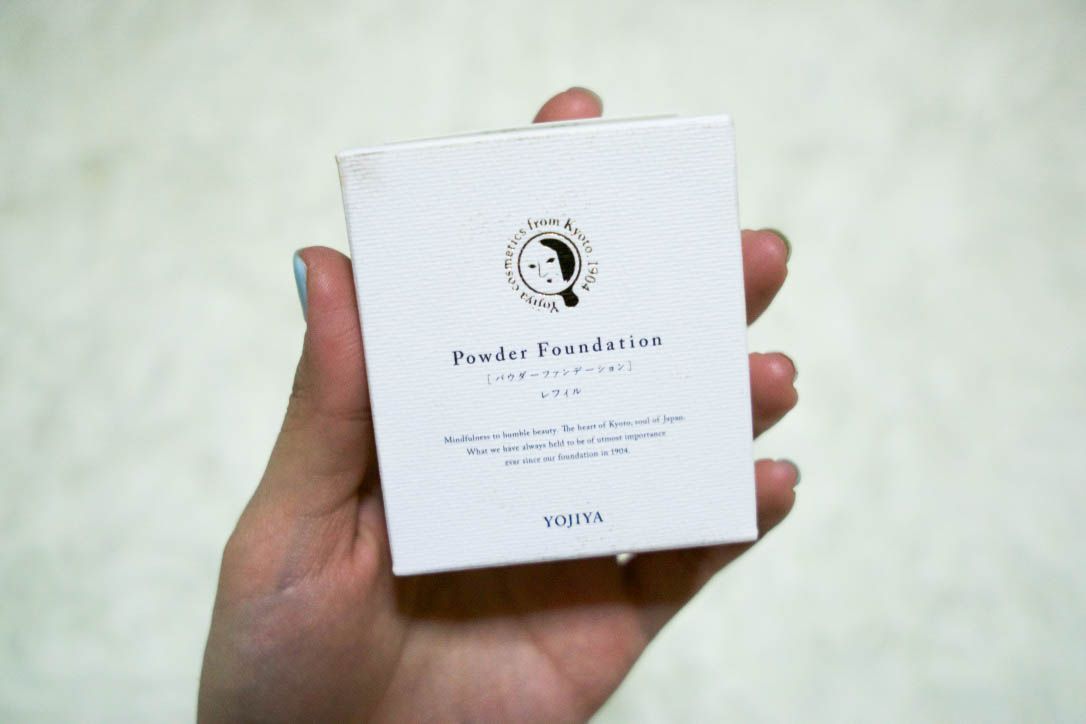 Yojiya cosmetics from Kyoto. 1904
Powder Foundation
[パウダーファンデーション]
レフィル
Mindfulness to humble beauty. The heart of Kyoto, soul of Japan.
What we have always held to be of utmost importance
ever since our foundation in 1904.
YOJIYA